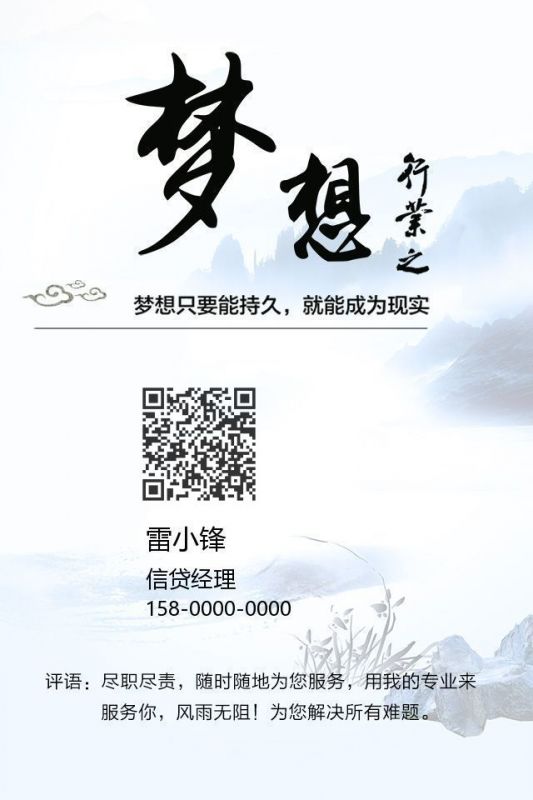 行業之
梦想
梦想只要能持久，就能成为现实
雷小锋
信贷经理
158-0000-0000
评语：尽职尽责，随时随地为您服务，用我的专业来
服务你，风雨无阻！为您解决所有难题。